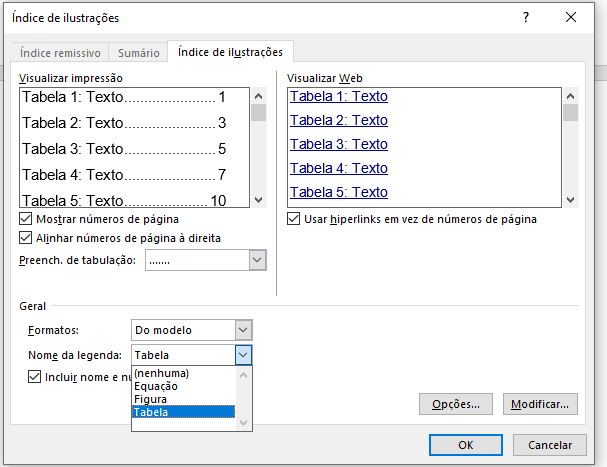 Índice de ilustrações
Índice remissivo Sumário Índice de ilustrações
Visualizar impressão
Tabela 1: Texto........................ 1
Tabela 2: Texto........................ 3
Tabela 3: Texto........................ 5
Tabela 4: Texto........................ 7
Tabela 5: Texto...................... 10
Visualizar Web
Tabela 1: Texto
Tabela 2: Texto
Tabela 3: Texto
Tabela 4: Texto
Tabela 5: Texto
Mostrar números de página
Alinhar números de página à direita
Preench. de tabulação: .......
Usar hiperlinks em vez de números de página
Geral
Formatos: Do modelo
Nome da legenda: Tabela
(nenhuma)
Equação
Figura
Tabela
Incluir nome e
Opções... Modificar...
OK Cancelar